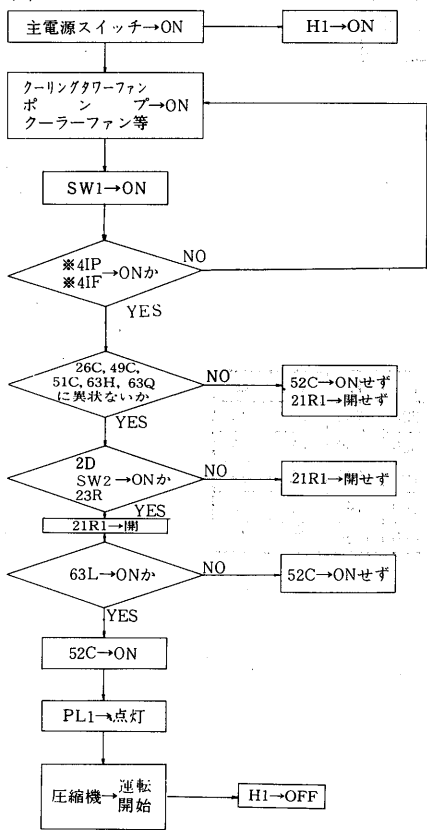 主電源スイッチ→ON
H1→ON
クーリングタワーファン
ポンプ→ON
クーラーファン等
SW1→ON
※4IP
※4IF →ONか
NO
YES
26C, 49C,
51C, 63H, 63Q
に異状ないか
NO
52C→ONせず
21R1→開せず
YES
2D
SW2→ONか
23R
NO
21R1→開せず
YES
21R1→開
63L→ONか
NO
52C→ONせず
YES
52C→ON
PL1→点灯
圧縮機→運転
開始
H1→OFF